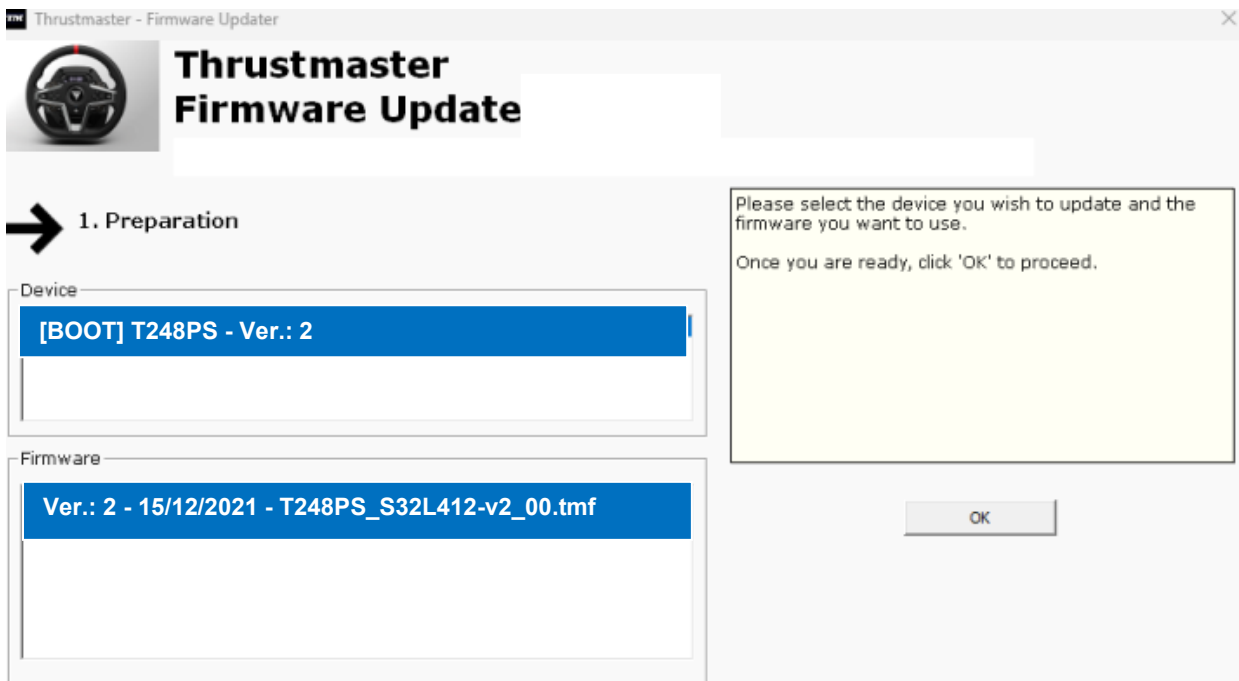 Thrustmaster - Firmware Updater
Thrustmaster
Firmware Update
1. Preparation
Please select the device you wish to update and the
firmware you want to use.
Once you are ready, click 'OK' to proceed.
Device
[BOOT] T248PS - Ver.: 2
Firmware
Ver.: 2 - 15/12/2021 - T248PS_S32L412-v2_00.tmf
OK